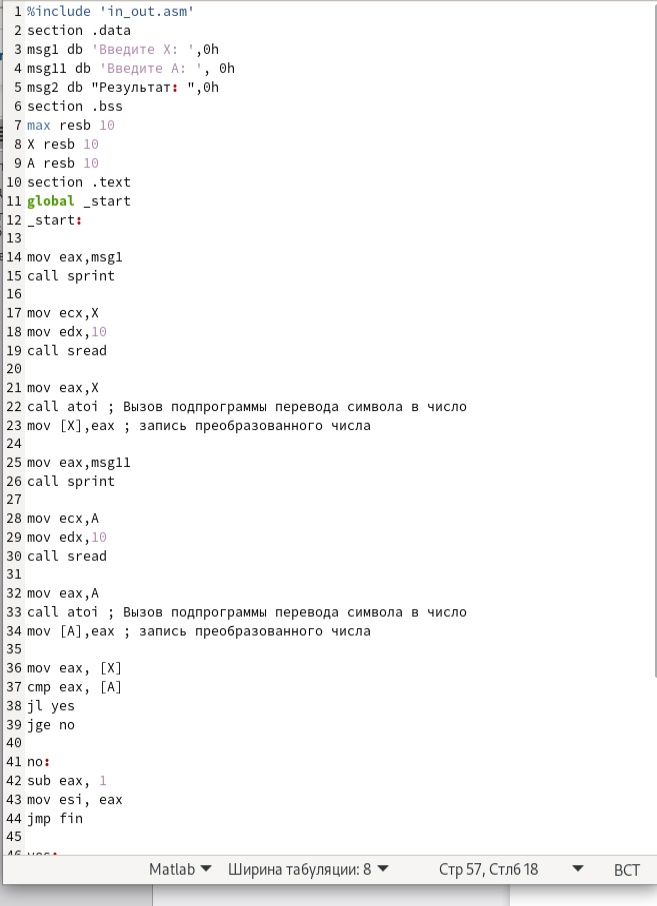 1 %include 'in_out.asm'
2 section .data
3 msg1 db 'Введите X: ',0h
4 msg11 db 'Введите A: ', 0h
5 msg2 db "Результат: ",0h
6 section .bss
7 max resb 10
8 X resb 10
9 A resb 10
10 section .text
11 global _start
12 _start:
13
14 mov eax,msg1
15 call sprint
16
17 mov ecx,X
18 mov edx,10
19 call sread
20
21 mov eax,X
22 call atoi ; Вызов подпрограммы перевода символа в число
23 mov [X],eax ; запись преобразованного числа
24
25 mov eax,msg11
26 call sprint
27
28 mov ecx,A
29 mov edx,10
30 call sread
31
32 mov eax,A
33 call atoi ; Вызов подпрограммы перевода символа в число
34 mov [A],eax ; запись преобразованного числа
35
36 mov eax, [X]
37 cmp eax, [A]
38 jl yes
39 jge no
40
41 no:
42 sub eax, 1
43 mov esi, eax
44 jmp fin
45
46 yes:
Matlab Ширина табуляции: 8 Стр 57, Стлб 18 ВСТ